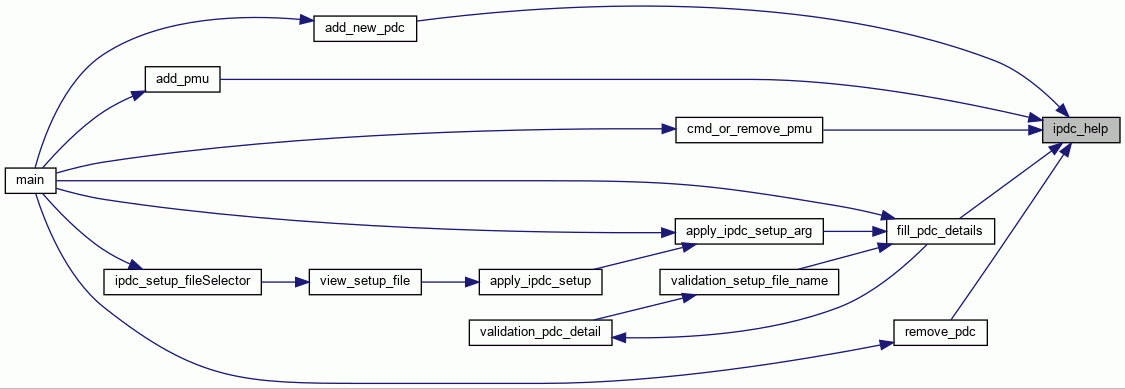 add_new_pdc
add_pmu
cmd_or_remove_pmu
ipdc_help
main
apply_ipdc_setup_arg
fill_pdc_details
ipdc_setup_fileSelector
view_setup_file
apply_ipdc_setup
validation_setup_file_name
validation_pdc_detail
remove_pdc